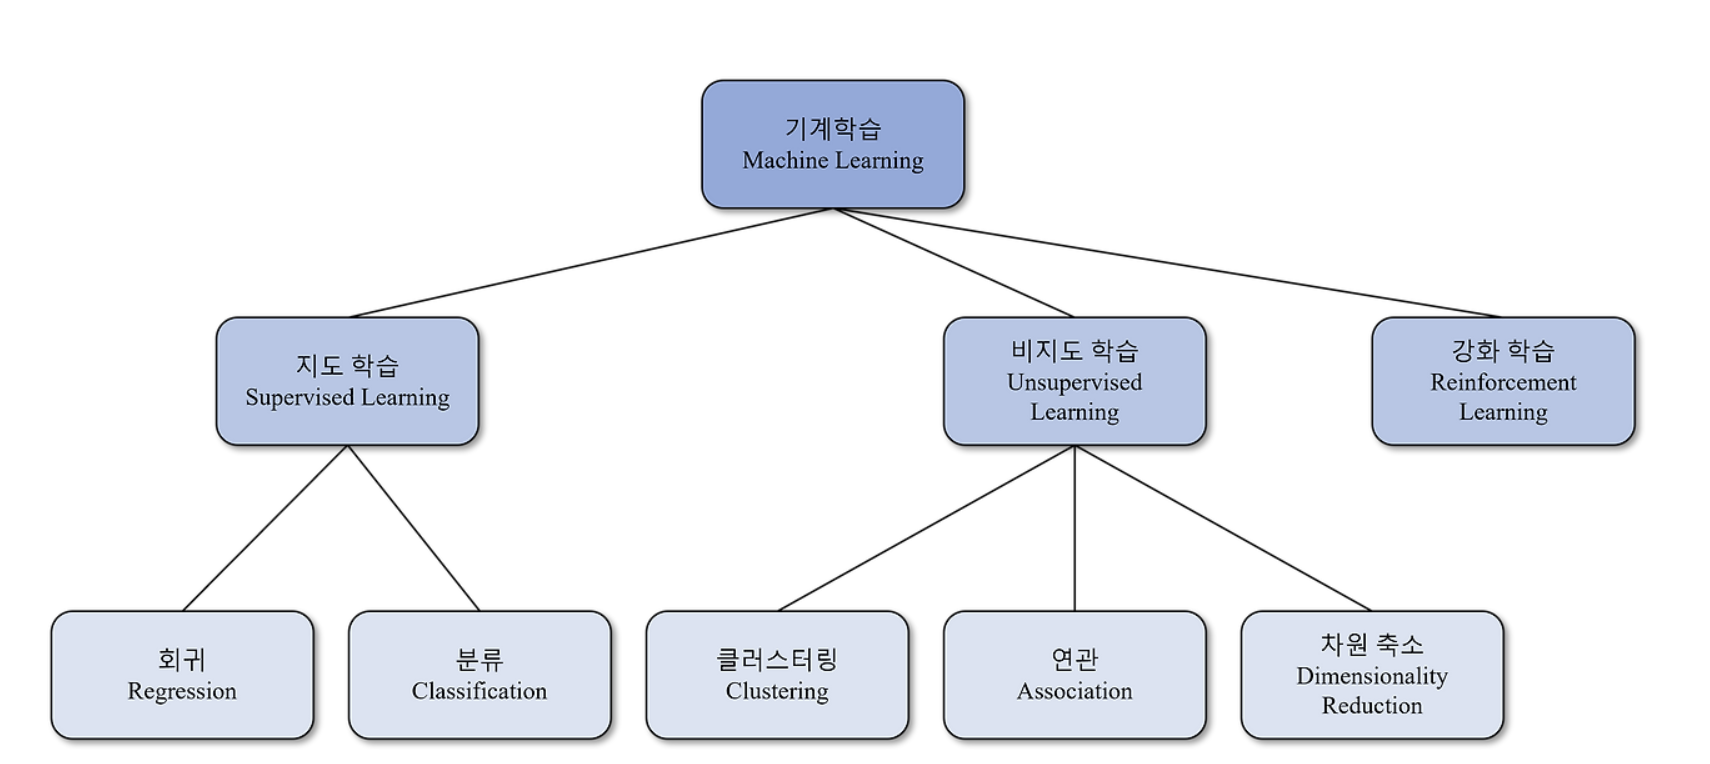 기계학습
Machine Learning
지도 학습
Supervised Learning
비지도 학습
Unsupervised
Learning
강화 학습
Reinforcement
Learning
회귀
Regression
분류
Classification
클러스터링
Clustering
연관
Association
차원 축소
Dimensionality
Reduction